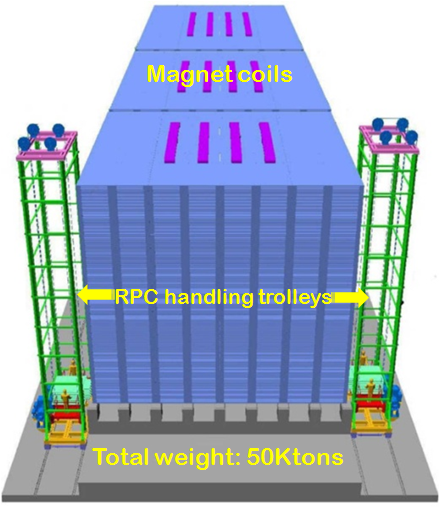 Magnet coils
RPC handling trolleys
Total weight: 50Ktons